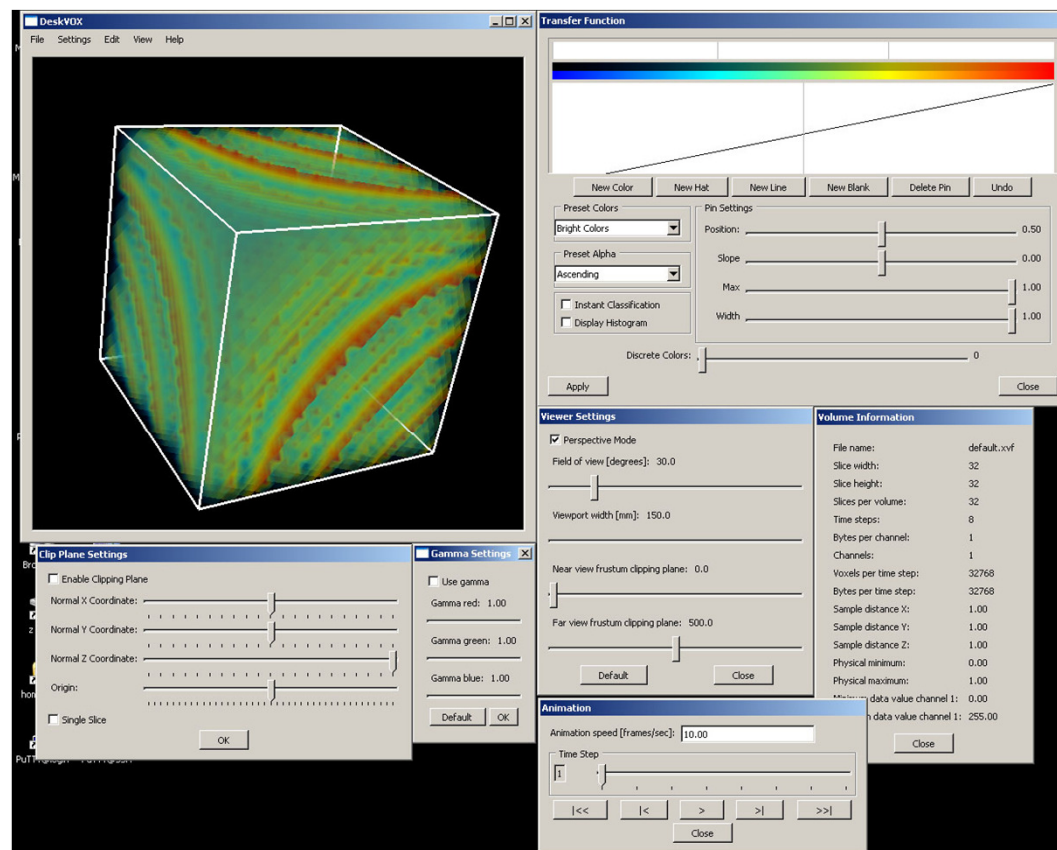 DeskVOX
File Settings Edit View Help
Transfer Function
New Color New Hat New Line New Blank Delete Pin Undo
Preset Colors
Bright Colors
Preset Alpha
Ascending
Instant Classification
Display Histogram
Pin Settings
Position: 0.50
Slope 0.00
Max 1.00
Width 1.00
Discrete Colors: 0
Apply Close
Viewer Settings
Perspective Mode
Field of view [degrees]: 30.0
Viewport width [mm]: 150.0
Near view frustum clipping plane: 0.0
Far view frustum clipping plane: 500.0
Default Close
Volume Information
File name: default.xvf
Slice width: 32
Slice height: 32
Slices per volume: 32
Time steps: 8
Bytes per channel: 1
Channels: 1
Voxels per time step: 32768
Bytes per time step: 32768
Sample distance X: 1.00
Sample distance Y: 1.00
Sample distance Z: 1.00
Physical minimum: 0.00
Physical maximum: 1.00
data value channel 1: 0.00
data value channel 1: 255.00
Close
Clip Plane Settings
Enable Clipping Plane
Normal X Coordinate:
Normal Y Coordinate:
Normal Z Coordinate:
Origin:
Single Slice
OK
Gamma Settings
Use gamma
Gamma red: 1.00
Gamma green: 1.00
Gamma blue: 1.00
Default OK
Animation
Animation speed [frames/sec]: 10.00
Time Step
1
|<< |< > >| >>|
Close